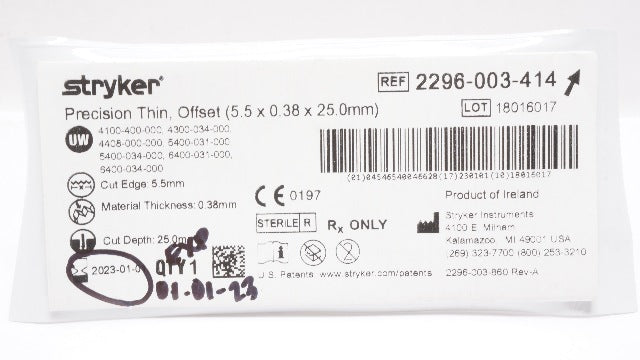 stryker®
REF 2296-003-414
Precision Thin, Offset (5.5 x 0.38 x 25.0mm)
LOT 18016017
UW
4100-400-000, 4300-034-000,
4408-000-000, 5400-031-000
5400-034-000, 6400-031-000,
6400-034-000
(01)04546540046628(17)230101(10)18016017
Cut Edge: 5.5mm
Material Thickness: 0.38mm
CE 0197
Product of Ireland
STERILE R
Rx ONLY
Stryker Instruments
4100 E. Milham
Kalamazoo, MI 49001 USA
(269) 323-7700 (800) 253-3210
Cut Depth: 25.0mm
exp
2023-01-0
QTY 1
01-01-23
U.S. Patents: www.stryker.com/patents
2296-003-860 Rev-A